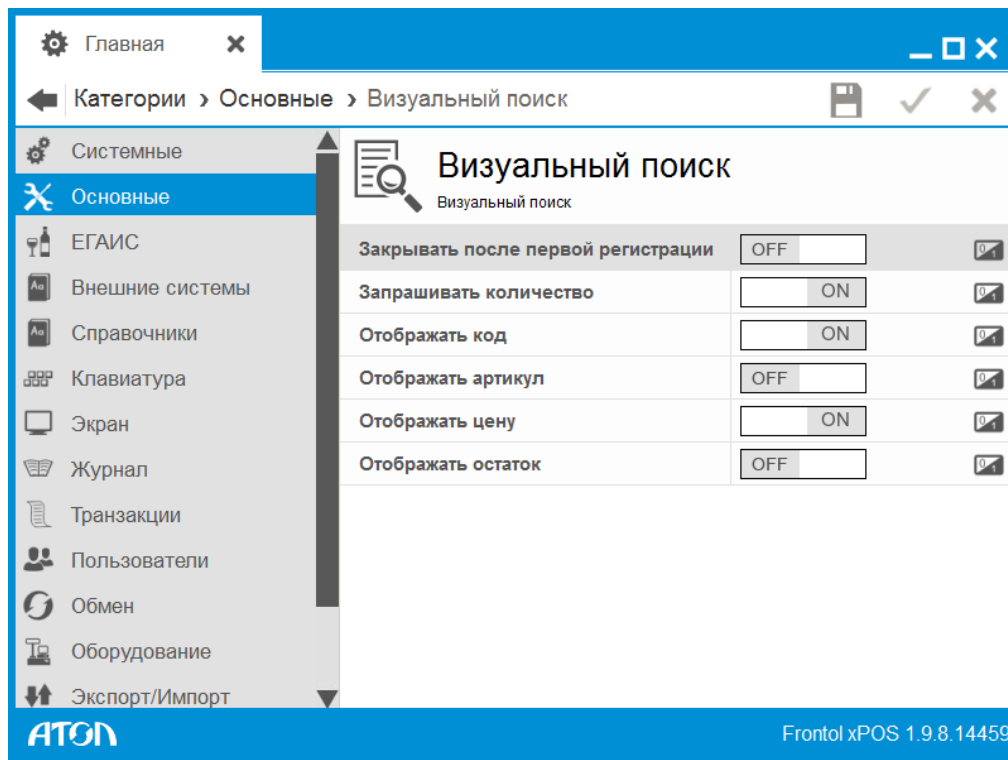 Главная
Категории › Основные › Визуальный поиск
Системные
Основные
ЕГАИС
Внешние системы
Справочники
Клавиатура
Экран
Журнал
Транзакции
Пользователи
Обмен
Оборудование
Экспорт/Импорт
Визуальный поиск
Визуальный поиск
Закрывать после первой регистрации OFF
Запрашивать количество ON
Отображать код ON
Отображать артикул OFF
Отображать цену ON
Отображать остаток OFF
ATOL Frontol xPOS 1.9.8.14459